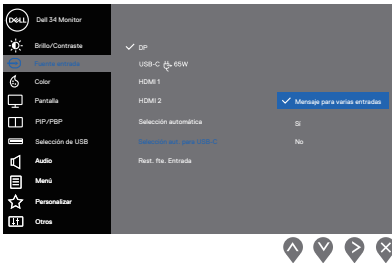 DELL
Dell 34 Monitor
Brillo/Contraste
Fuente entrada
Color
Pantalla
PIP/PBP
Selección de USB
Audio
Menú
Personalizar
Otros
DP
USB-C 65W
HDMI 1
HDMI 2
Selección automática
Selección aut. para USB-C
Rest. fte. Entrada
Mensaje para varias entradas
Sí
No